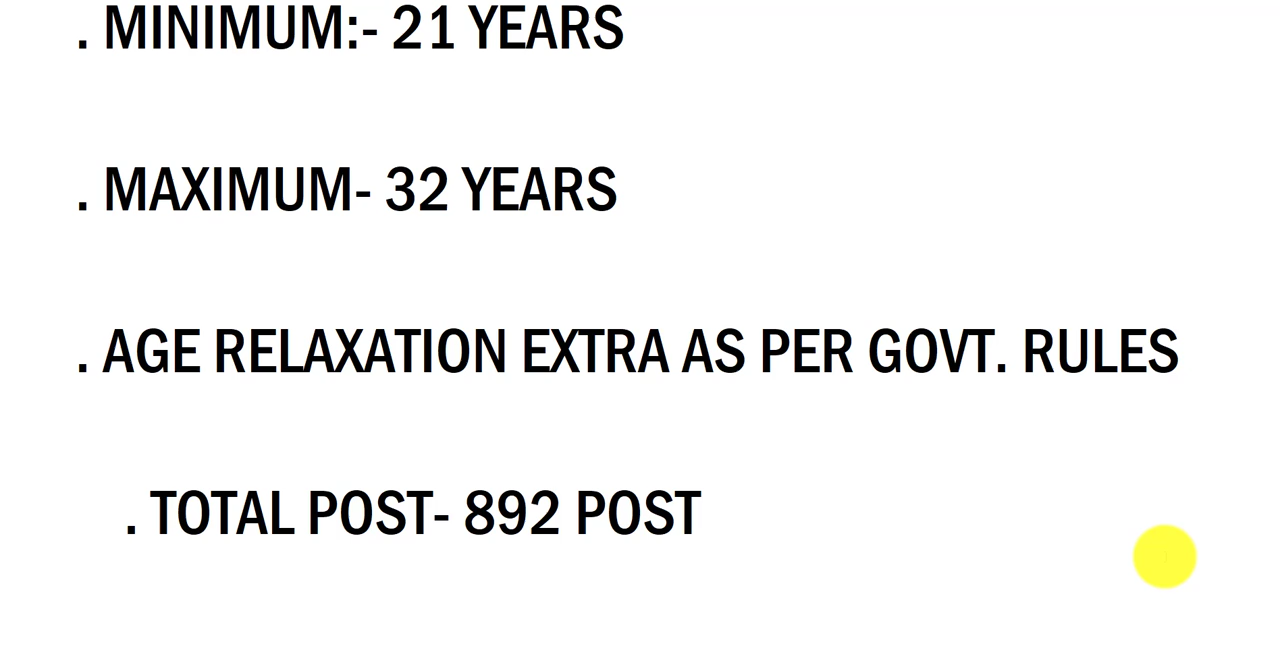 . MINIMUM:- 21 YEARS
. MAXIMUM- 32 YEARS
. AGE RELAXATION EXTRA AS PER GOVT. RULES
. TOTAL POST- 892 POST